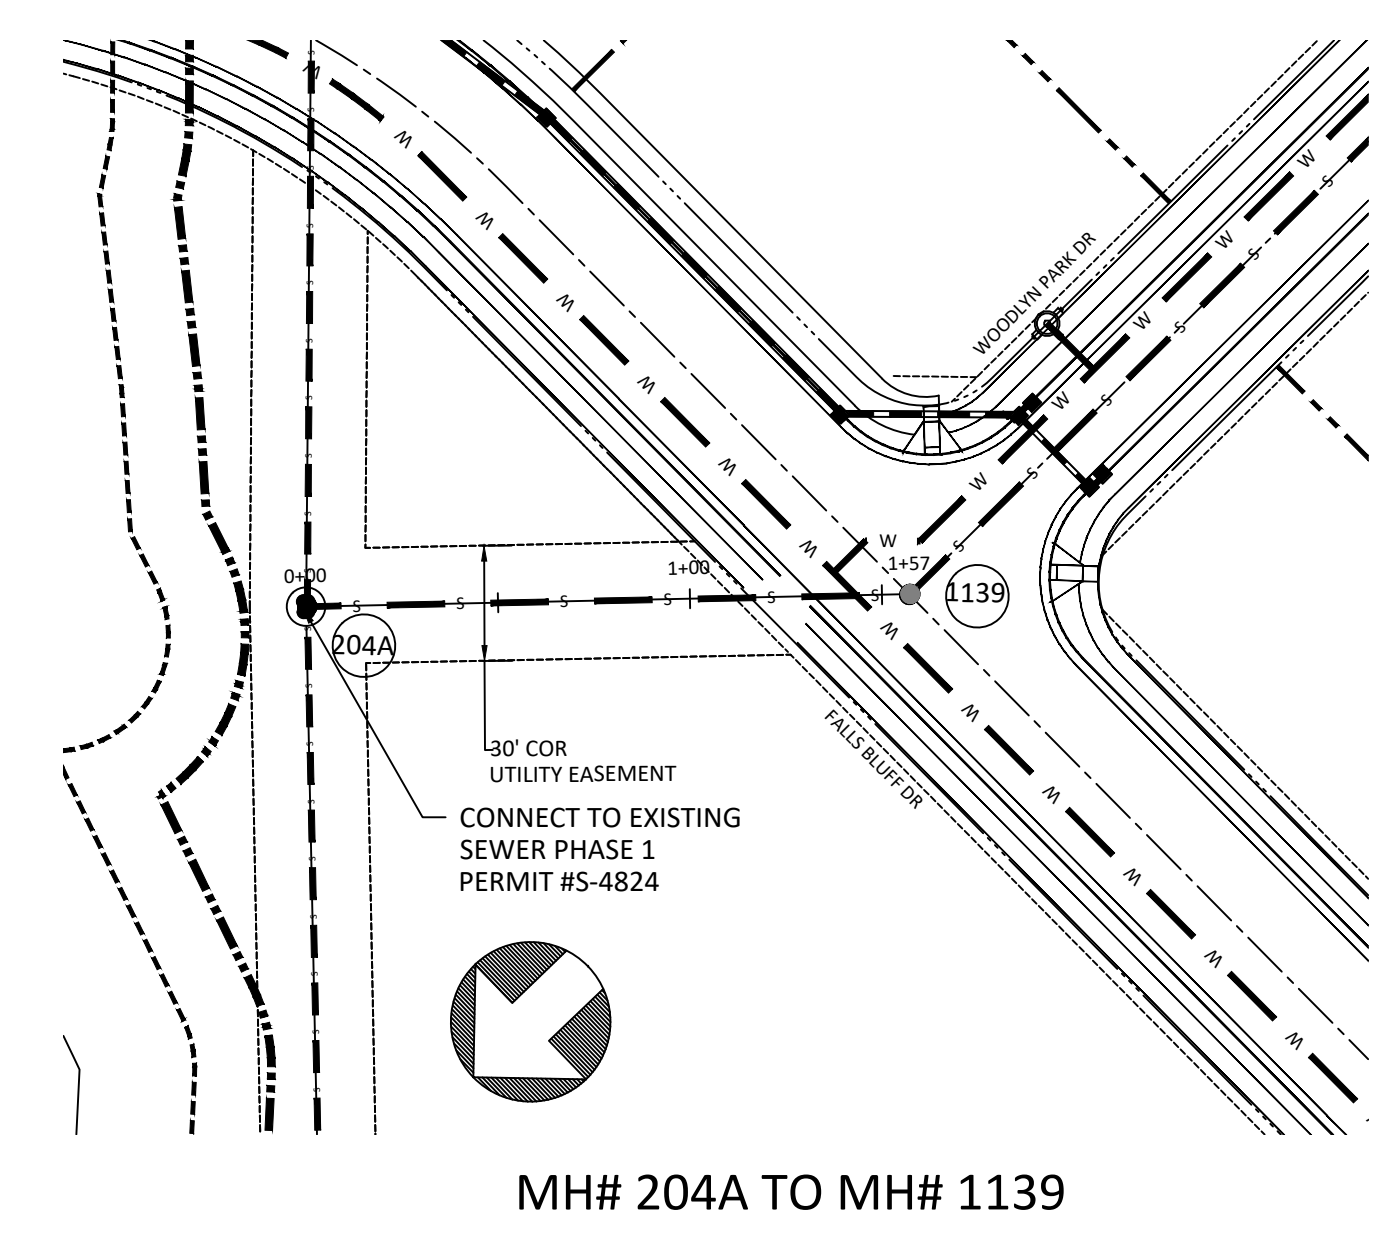 WOODLYN PARK DR
W
1+57
0+00
1+00
1139
204A
FALLS BLUFF DR
30' COR
UTILITY EASEMENT
CONNECT TO EXISTING
SEWER PHASE 1
PERMIT #S-4824
MH# 204A TO MH# 1139